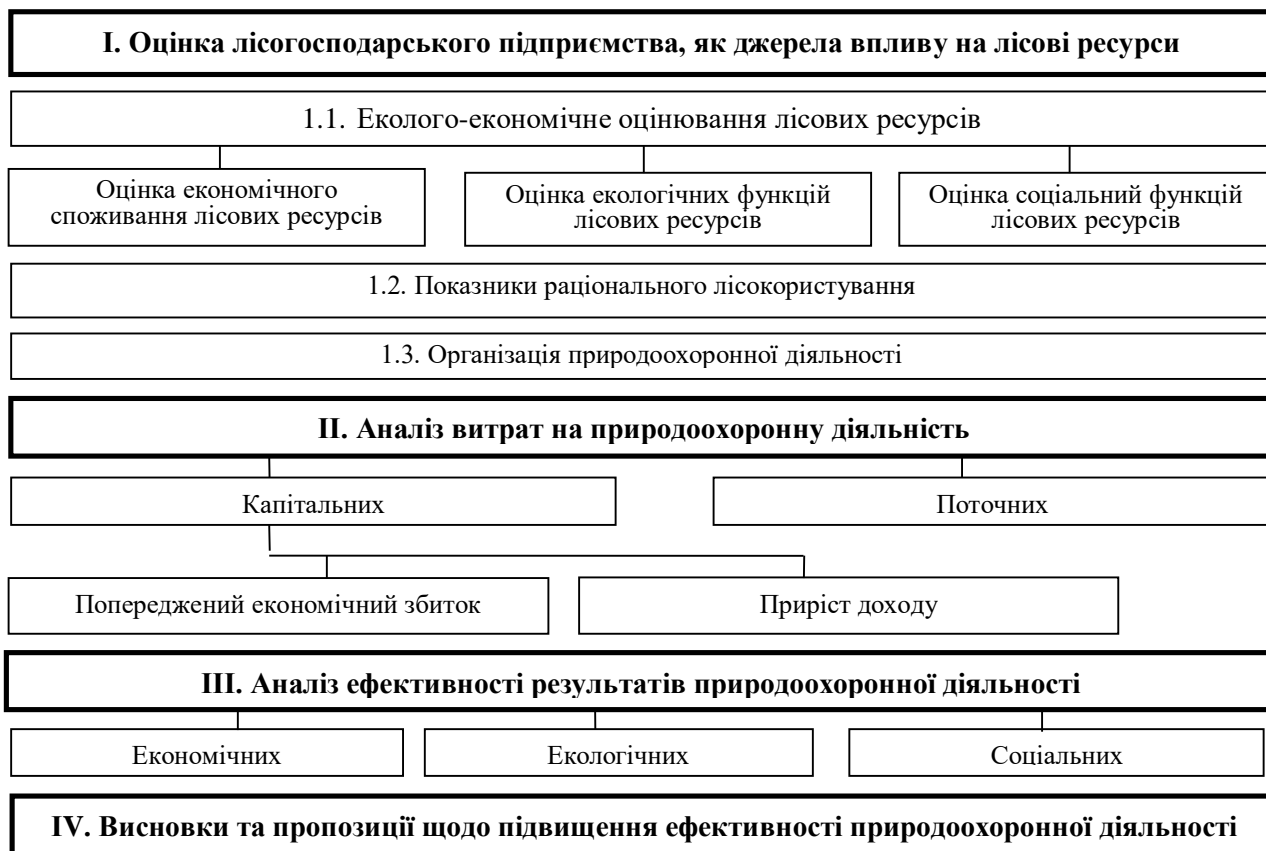 I. Оцінка лісогосподарського підприємства, як джерела впливу на лісові ресурси
1.1. Еколого-економічне оцінювання лісових ресурсів
Оцінка економічного
споживання лісових ресурсів
Оцінка екологічних функцій
лісових ресурсів
Оцінка соціальний функцій
лісових ресурсів
1.2. Показники раціонального лісокористування
1.3. Організація природоохоронної діяльності
II. Аналіз витрат на природоохоронну діяльність
Капітальних
Поточних
Попереджений економічний збиток
Приріст доходу
III. Аналіз ефективності результатів природоохоронної діяльності
Економічних
Екологічних
Соціальних
IV. Висновки та пропозиції щодо підвищення ефективності природоохоронної діяльності